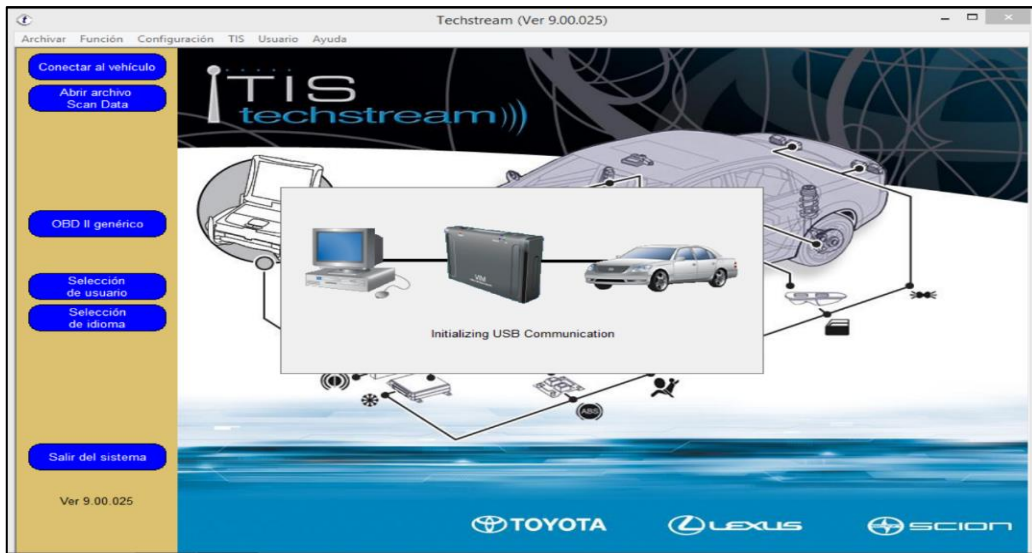 Techstream (Ver 9.00.025)
Archivar Función Configuración TIS Usuario Ayuda
Conectar al vehículo
Abrir archivo
Scan Data
OBD II genérico
Selección
de usuario
Selección
de idioma
Salir del sistema
Ver 9.00.025
TIS
techstream
VIM
Initializing USB Communication
ABS
TOYOTA
LEXUS
SCION